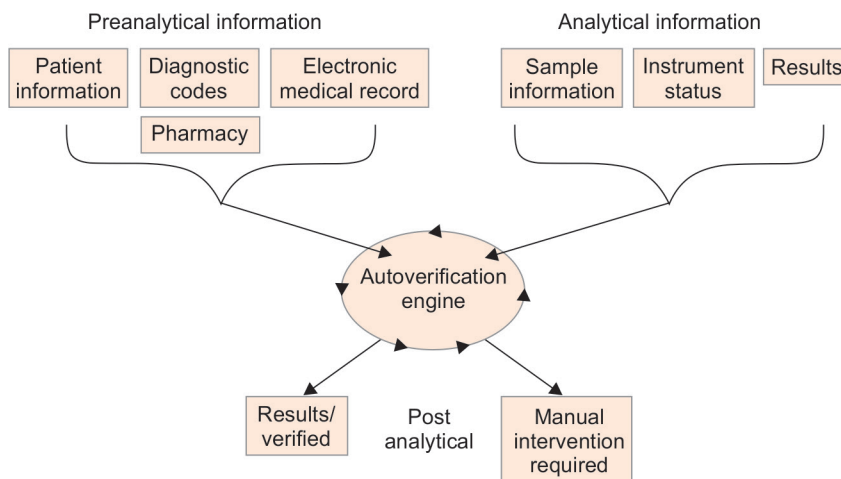 Preanalytical information
Patient
information
Diagnostic
codes
Electronic
medical record
Pharmacy
Analytical information
Sample
information
Instrument
status
Results
Autoverification
engine
Results/
verified
Post
analytical
Manual
intervention
required